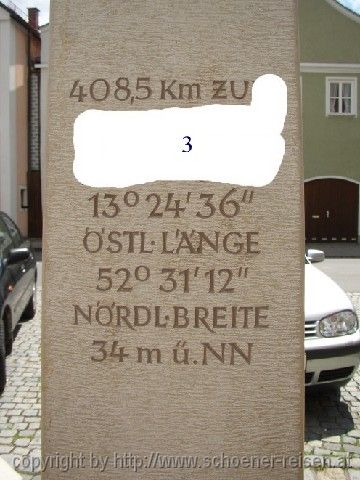 408,5 Km ZU
3
13° 24' 36"
ÖSTL·LÄNGE
52° 31' 12"
NÖRDL·BREITE
34 m ü.NN
copyright by http://www.schoener-reisen.at